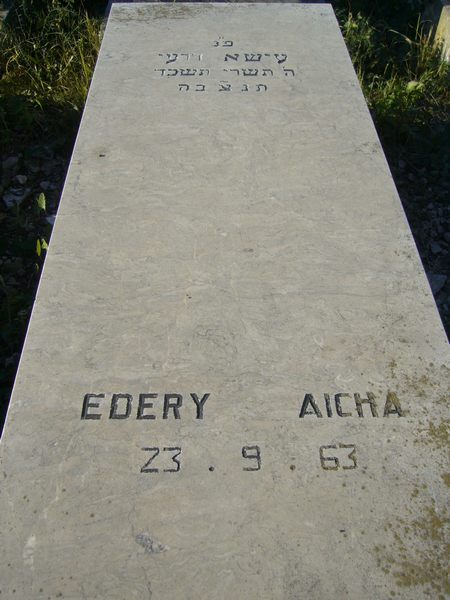 פ״נ
עישא דרעי
ה תשרי תשכד
תנצבה
EDERY AICHA
23.9.63